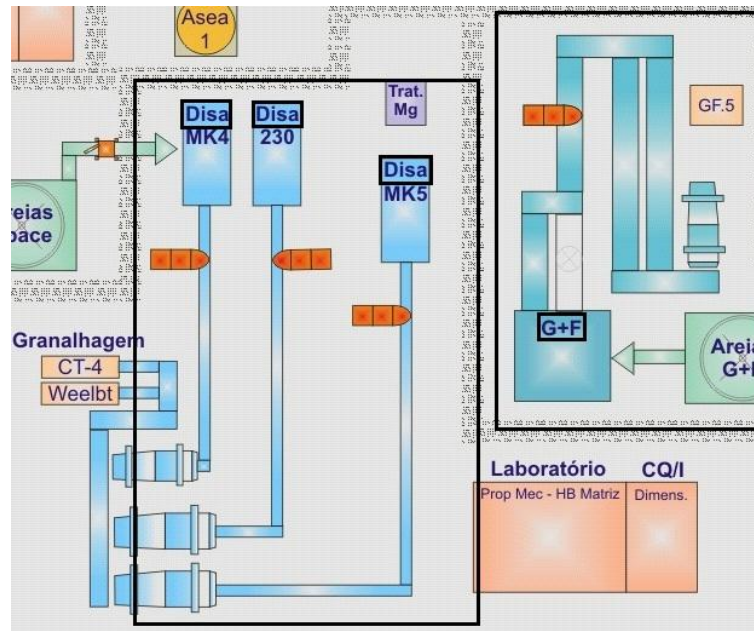 Asea
1
Trat.
Mg
Disa
MK4
Disa
230
Disa
MK5
GF.5
G+F
Granalhagem
CT-4
Weelbt
Laboratório
Prop Mec - HB Matriz
CQ/I
Dimens.